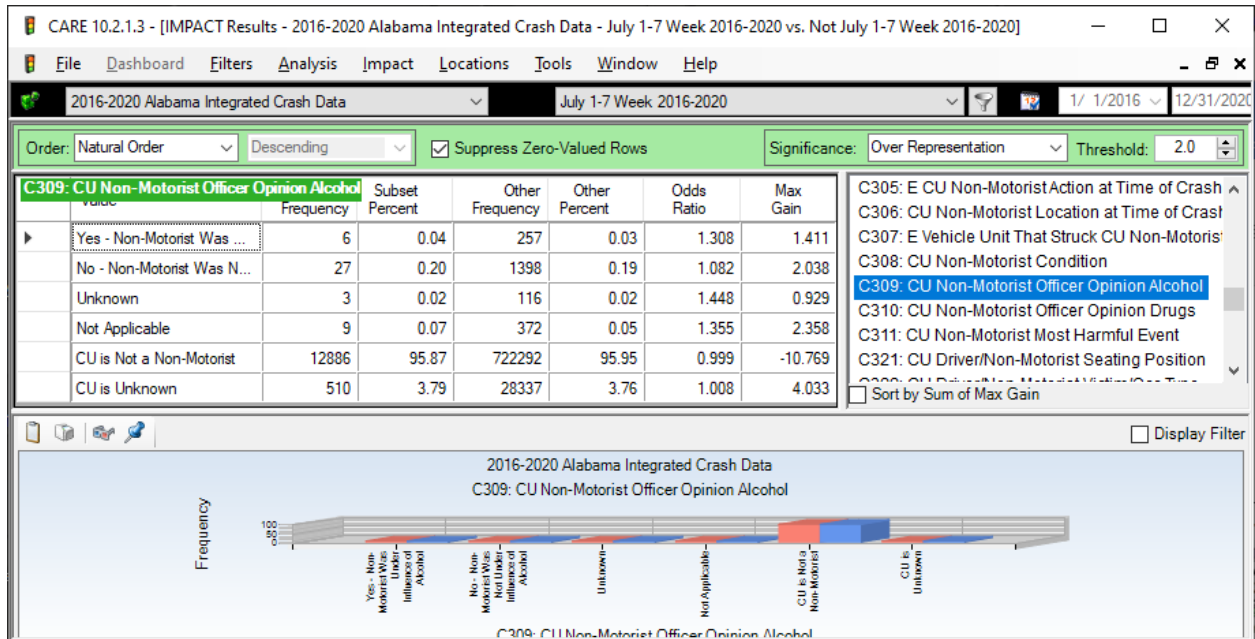 CARE 10.2.1.3 - [IMPACT Results - 2016-2020 Alabama Integrated Crash Data - July 1-7 Week 2016-2020 vs. Not July 1-7 Week 2016-2020]
File Dashboard Filters Analysis Impact Locations Tools Window Help
2016-2020 Alabama Integrated Crash Data July 1-7 Week 2016-2020 1/ 1/2016 12/31/2020
Order: Natural Order Descending Suppress Zero-Valued Rows Significance: Over Representation Threshold: 2.0
C309: CU Non-Motorist Officer Opinion Alcohol
Frequency Subset Percent Other Frequency Other Percent Odds Ratio Max Gain
Yes - Non-Motorist Was ... 6 0.04 257 0.03 1.308 1.411
No - Non-Motorist Was N... 27 0.20 1398 0.19 1.082 2.038
Unknown 3 0.02 116 0.02 1.448 0.929
Not Applicable 9 0.07 372 0.05 1.355 2.358
CU is Not a Non-Motorist 12886 95.87 722292 95.95 0.999 -10.769
CU is Unknown 510 3.79 28337 3.76 1.008 4.033
C305: E CU Non-Motorist Action at Time of Crash
C306: CU Non-Motorist Location at Time of Crash
C307: E Vehicle Unit That Struck CU Non-Motorist
C308: CU Non-Motorist Condition
C309: CU Non-Motorist Officer Opinion Alcohol
C310: CU Non-Motorist Officer Opinion Drugs
C311: CU Non-Motorist Most Harmful Event
C321: CU Driver/Non-Motorist Seating Position
Sort by Sum of Max Gain
Display Filter
2016-2020 Alabama Integrated Crash Data
C309: CU Non-Motorist Officer Opinion Alcohol
Frequency
100
50
0
Yes - Non-Motorist Was Under Influence of Alcohol
No - Non-Motorist Was Not Under Influence of Alcohol
Unknown
Not Applicable
CU is Not a Non-Motorist
CU is Unknown
C309: CU Non-Motorist Officer Opinion Alcohol